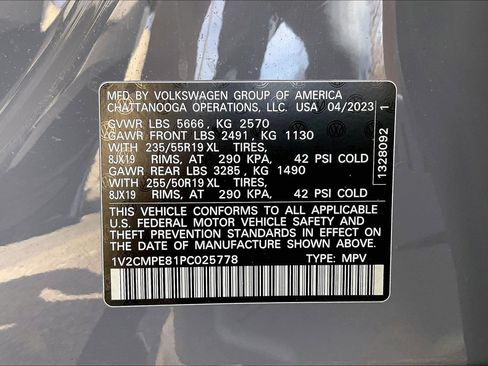 MFD. BY VOLKSWAGEN GROUP OF AMERICA
CHATTANOOGA OPERATIONS, LLC. USA 04/2023
GVWR LBS 5666, KG 2570
GAWR FRONT LBS 2491, KG 1130
WITH 235/55R19 XL TIRES,
8JX19 RIMS, AT 290 KPA, 42 PSI COLD
GAWR REAR LBS 3285, KG 1490
WITH 255/50R19 XL TIRES,
8JX19 RIMS, AT 290 KPA, 42 PSI COLD
THIS VEHICLE CONFORMS TO ALL APPLICABLE
U.S. FEDERAL MOTOR VEHICLE SAFETY AND
THEFT PREVENTION STANDARDS IN EFFECT ON THE
DATE OF MANUFACTURE SHOWN ABOVE.
1V2CMPE81PC025778 TYPE: MPV
1328092 1